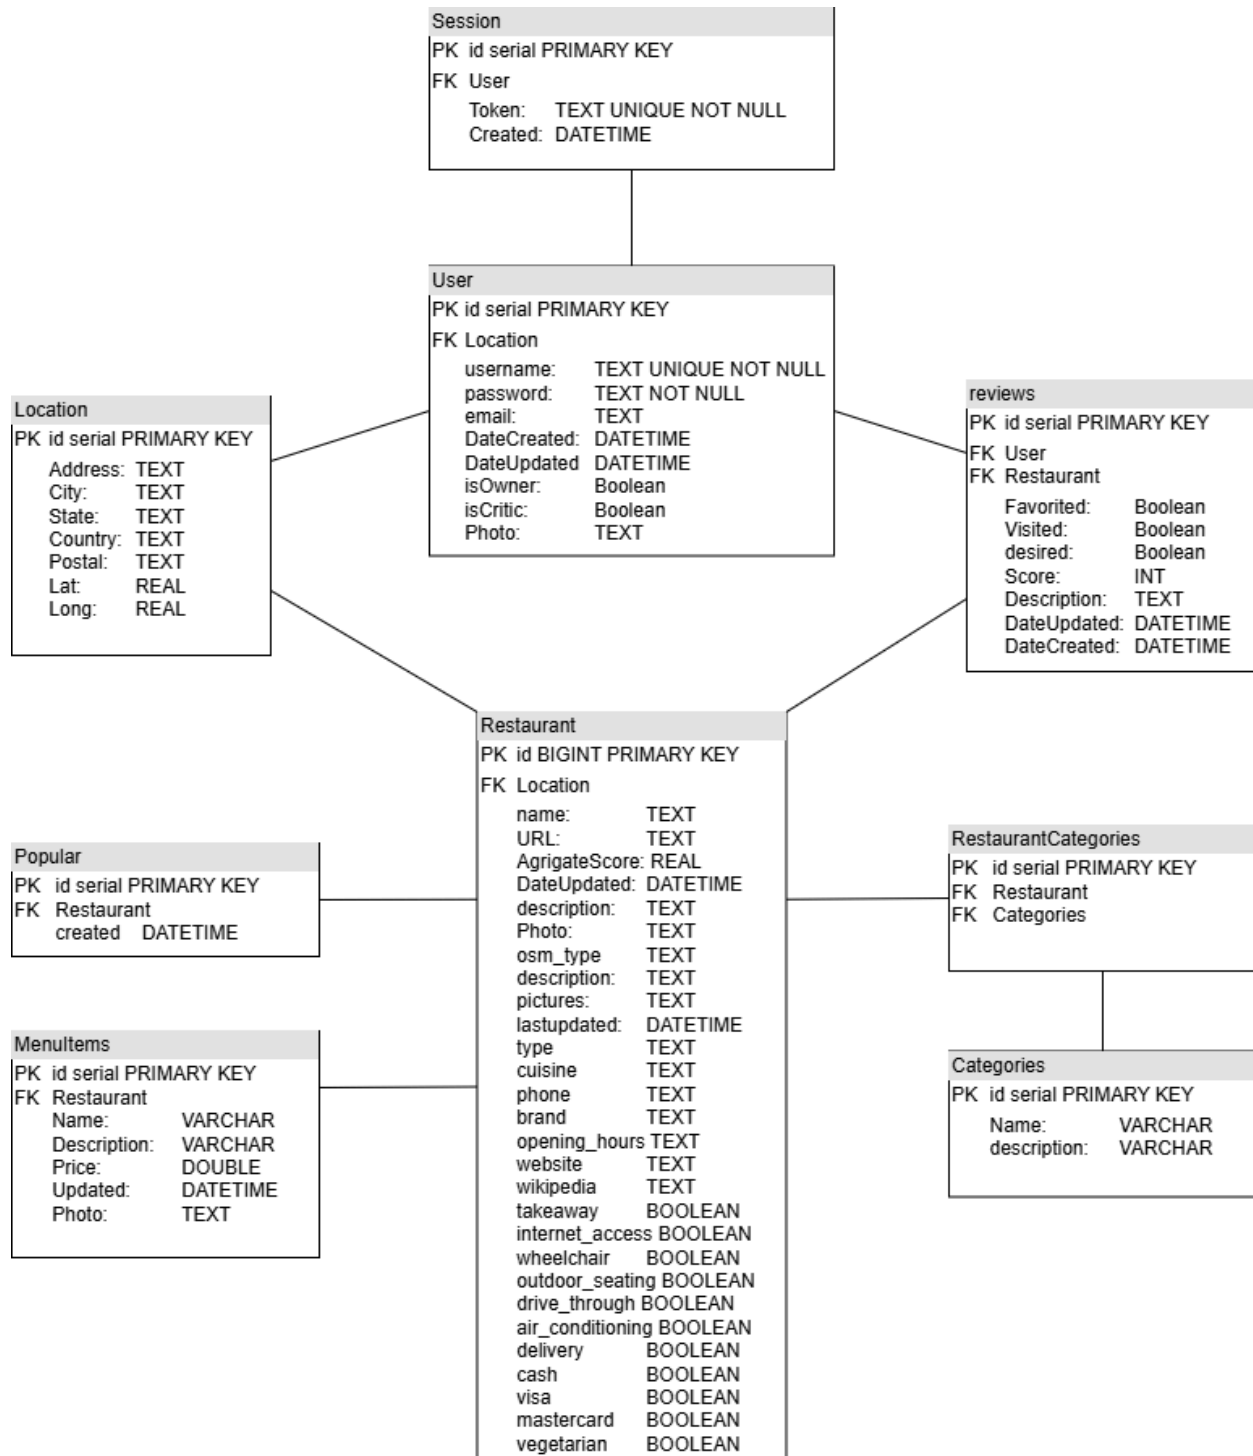 Session
PK id serial PRIMARY KEY
FK User
Token: TEXT UNIQUE NOT NULL
Created: DATETIME
User
PK id serial PRIMARY KEY
FK Location
username: TEXT UNIQUE NOT NULL
password: TEXT NOT NULL
email: TEXT
DateCreated: DATETIME
DateUpdated DATETIME
isOwner: Boolean
isCritic: Boolean
Photo: TEXT
Location
PK id serial PRIMARY KEY
Address: TEXT
City: TEXT
State: TEXT
Country: TEXT
Postal: TEXT
Lat: REAL
Long: REAL
reviews
PK id serial PRIMARY KEY
FK User
FK Restaurant
Favorited: Boolean
Visited: Boolean
desired: Boolean
Score: INT
Description: TEXT
DateUpdated: DATETIME
DateCreated: DATETIME
Restaurant
PK id BIGINT PRIMARY KEY
FK Location
name: TEXT
URL: TEXT
AgrigateScore: REAL
DateUpdated: DATETIME
description: TEXT
Photo: TEXT
osm_type TEXT
description: TEXT
pictures: TEXT
lastupdated: DATETIME
type TEXT
cuisine TEXT
phone TEXT
brand TEXT
opening_hours TEXT
website TEXT
wikipedia TEXT
takeaway BOOLEAN
internet_access BOOLEAN
wheelchair BOOLEAN
outdoor_seating BOOLEAN
drive_through BOOLEAN
air_conditioning BOOLEAN
delivery BOOLEAN
cash BOOLEAN
visa BOOLEAN
mastercard BOOLEAN
vegetarian BOOLEAN
Popular
PK id serial PRIMARY KEY
FK Restaurant
created DATETIME
MenuItems
PK id serial PRIMARY KEY
FK Restaurant
Name: VARCHAR
Description: VARCHAR
Price: DOUBLE
Updated: DATETIME
Photo: TEXT
RestaurantCategories
PK id serial PRIMARY KEY
FK Restaurant
FK Categories
Categories
PK id serial PRIMARY KEY
Name: VARCHAR
description: VARCHAR